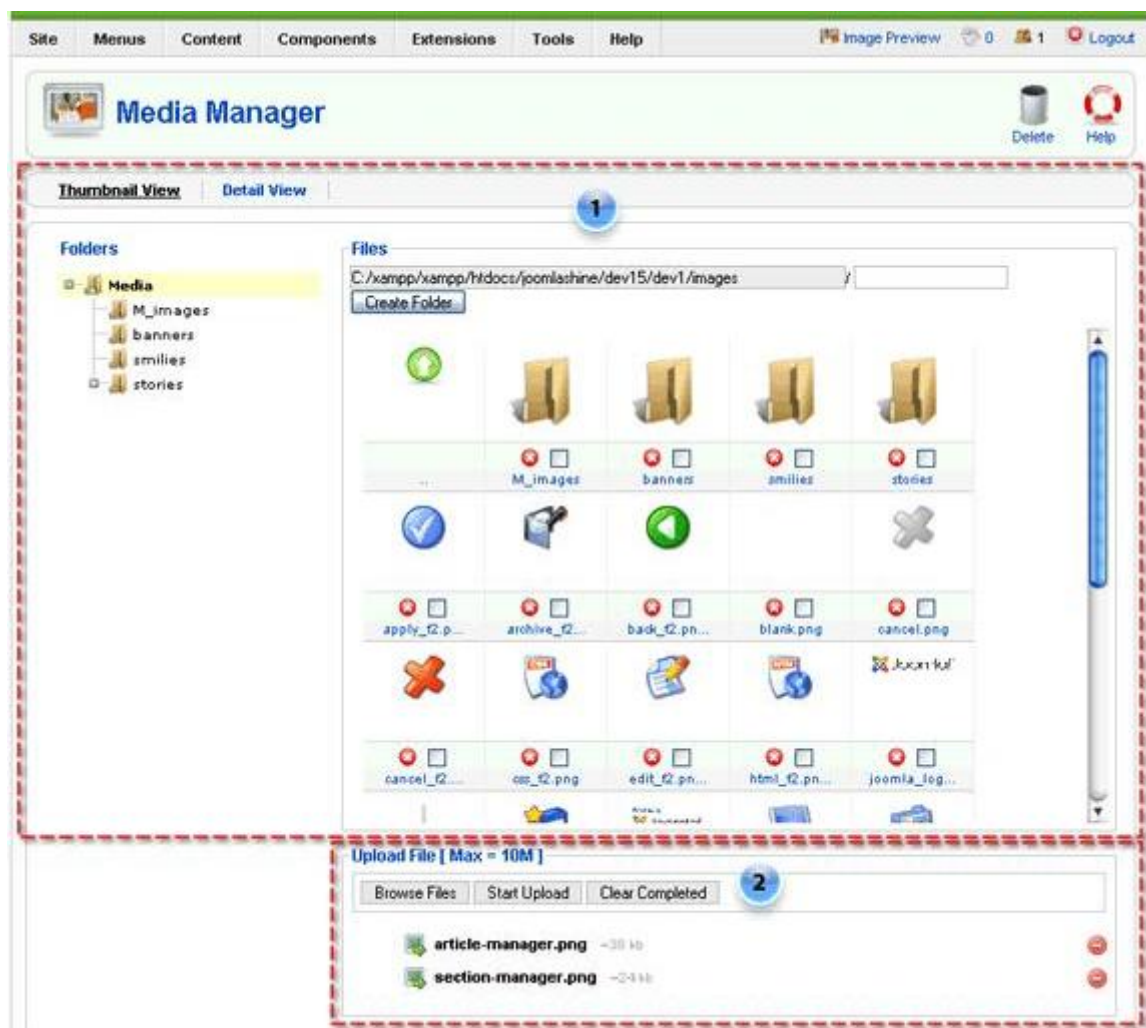 Site Menus Content Components Extensions Tools Help Image Preview 0 1 Logout
Media Manager
Delete Help
Thumbnail View Detail View
1
Folders
Media
M_images
banners
smilies
stories
Files
C:/xampp/xampp/htdocs/joomlashine/dev15/dev1/images /
Create Folder
.. M_images banners smilies stories
apply_f2.p... archive_f2... back_f2.pn... blank.png cancel.png
cancel_f2.... css_f2.png edit_f2.pn... html_f2.pn... joomla_log...
Upload File [ Max = 10M ]
Browse Files Start Upload Clear Completed
2
article-manager.png
section-manager.png ~24 kb